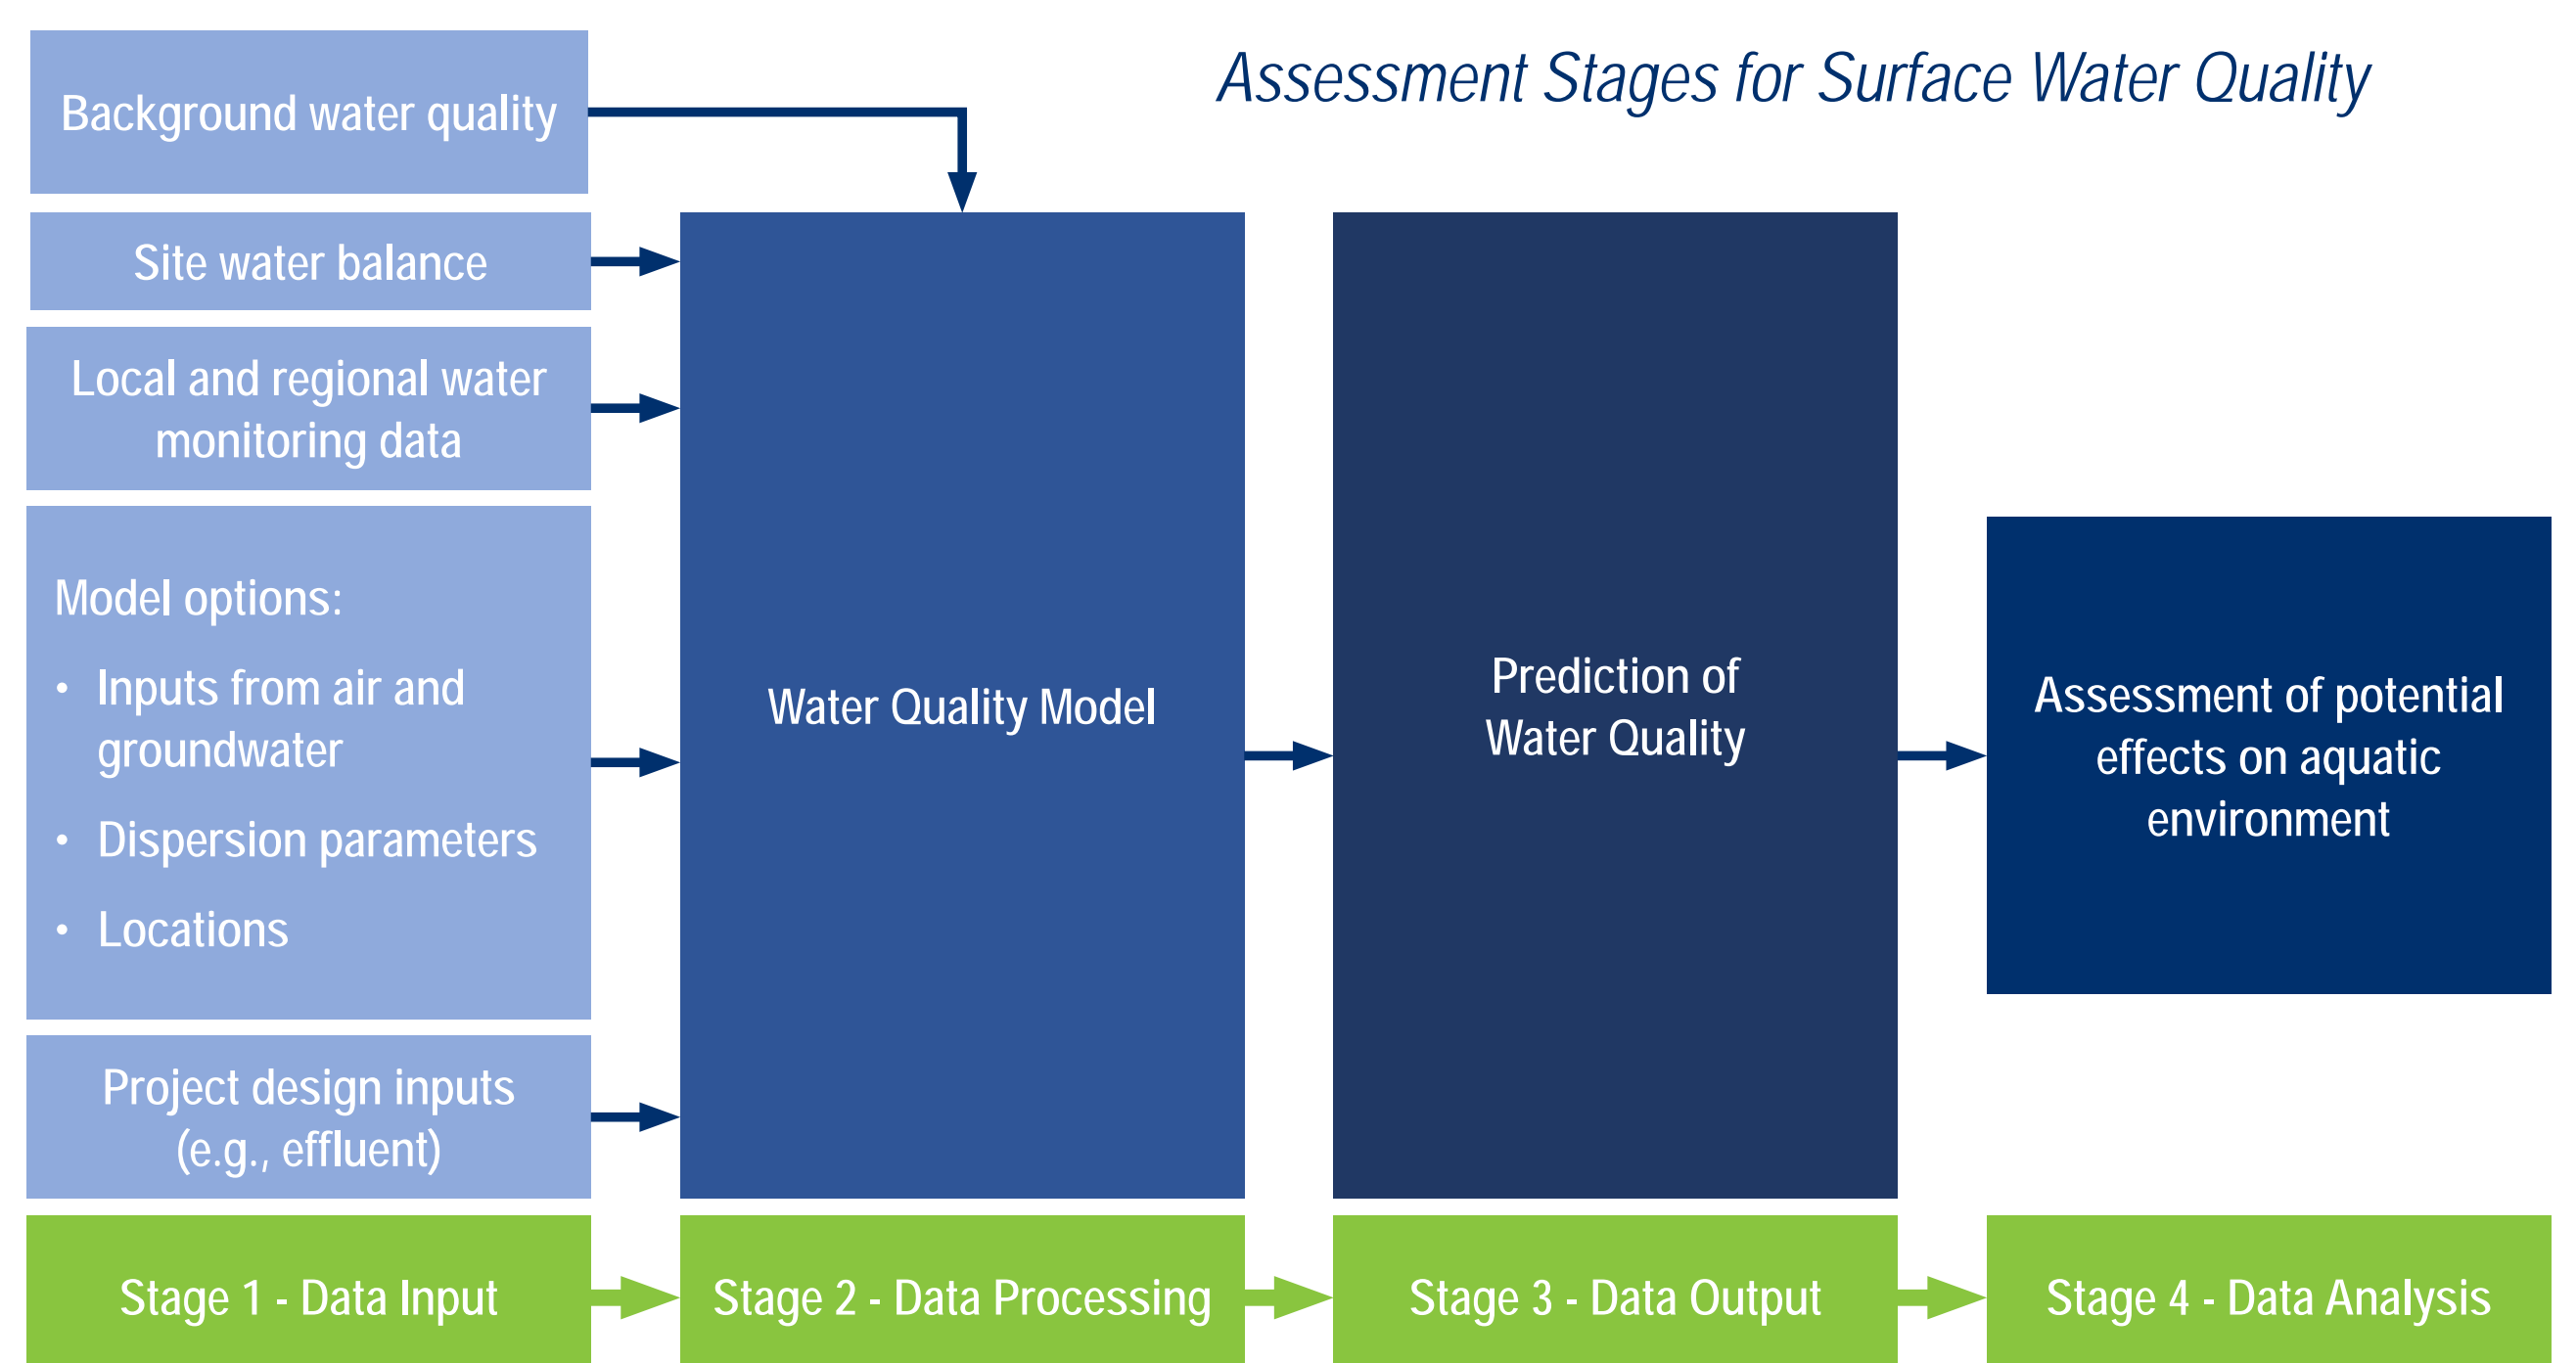 Assessment Stages for Surface Water Quality
Background water quality
Site water balance
Local and regional water
monitoring data
Model options:
• Inputs from air and
groundwater
• Dispersion parameters
• Locations
Project design inputs
(e.g., effluent)
Water Quality Model
Prediction of
Water Quality
Assessment of potential
effects on aquatic
environment
Stage 1 - Data Input
Stage 2 - Data Processing
Stage 3 - Data Output
Stage 4 - Data Analysis